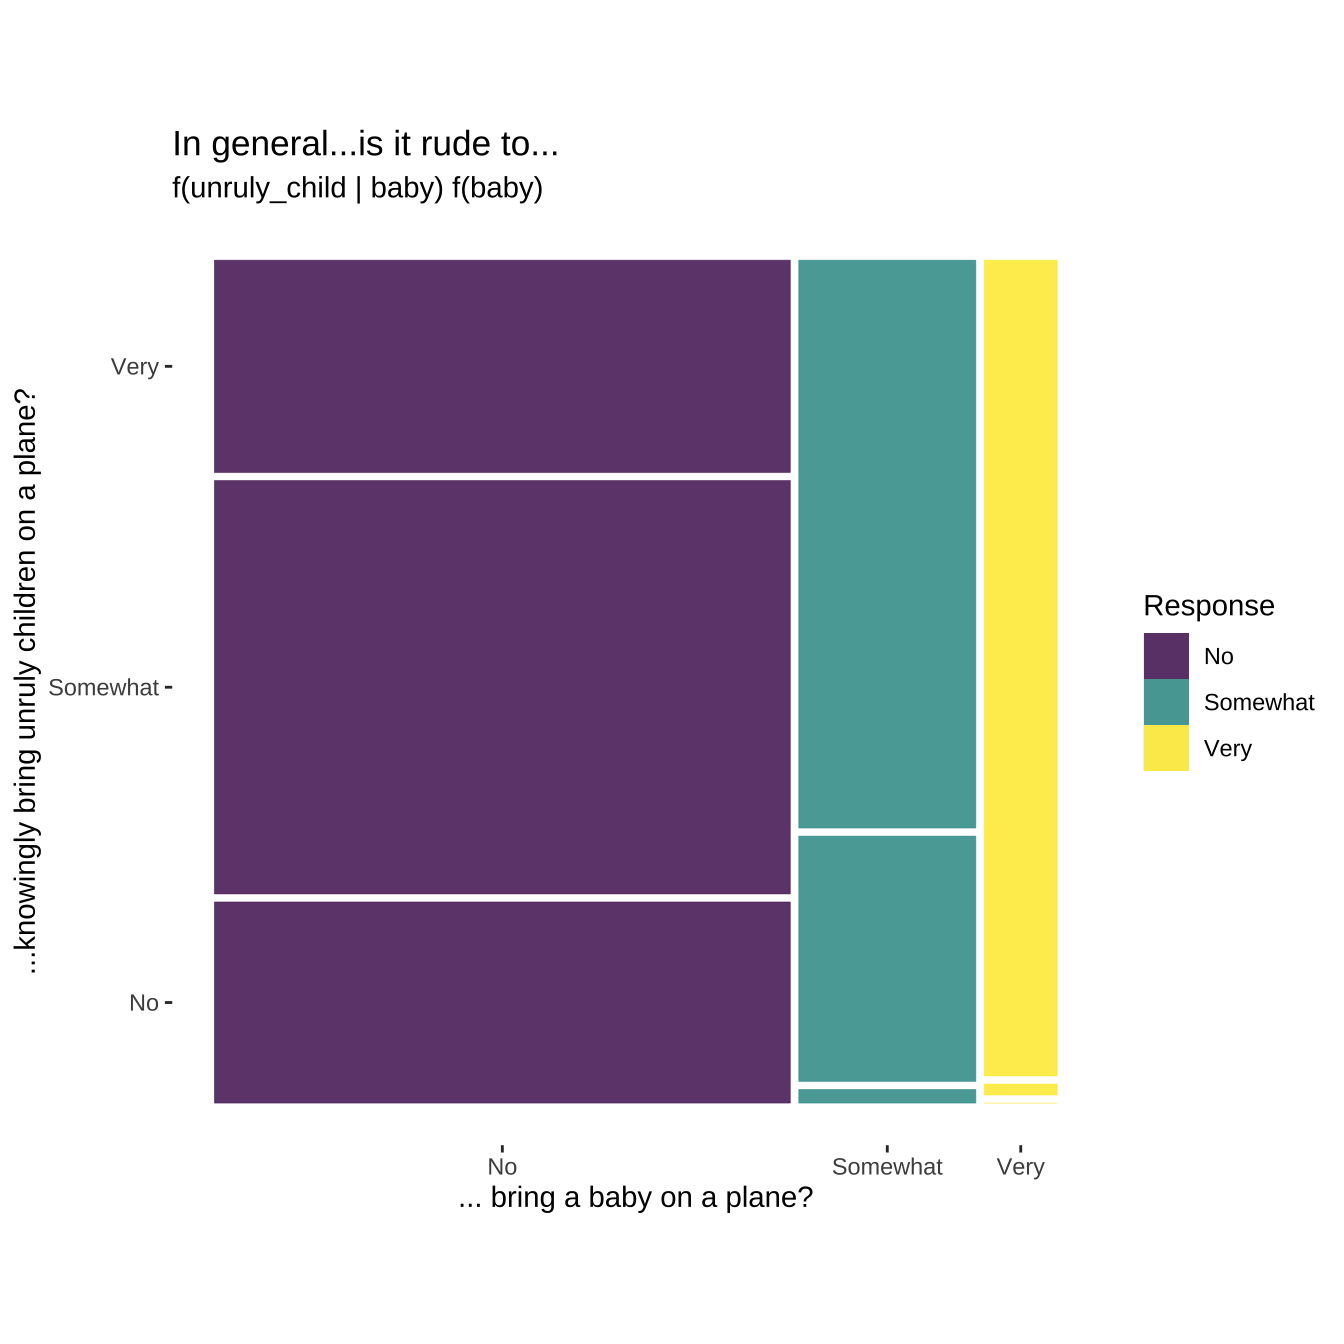 In general...is it rude to...
f(unruly_child | baby) f(baby)
...knowingly bring unruly children on a plane?
Very
Somewhat
No
No
Somewhat
Very
... bring a baby on a plane?
Response
No
Somewhat
Very